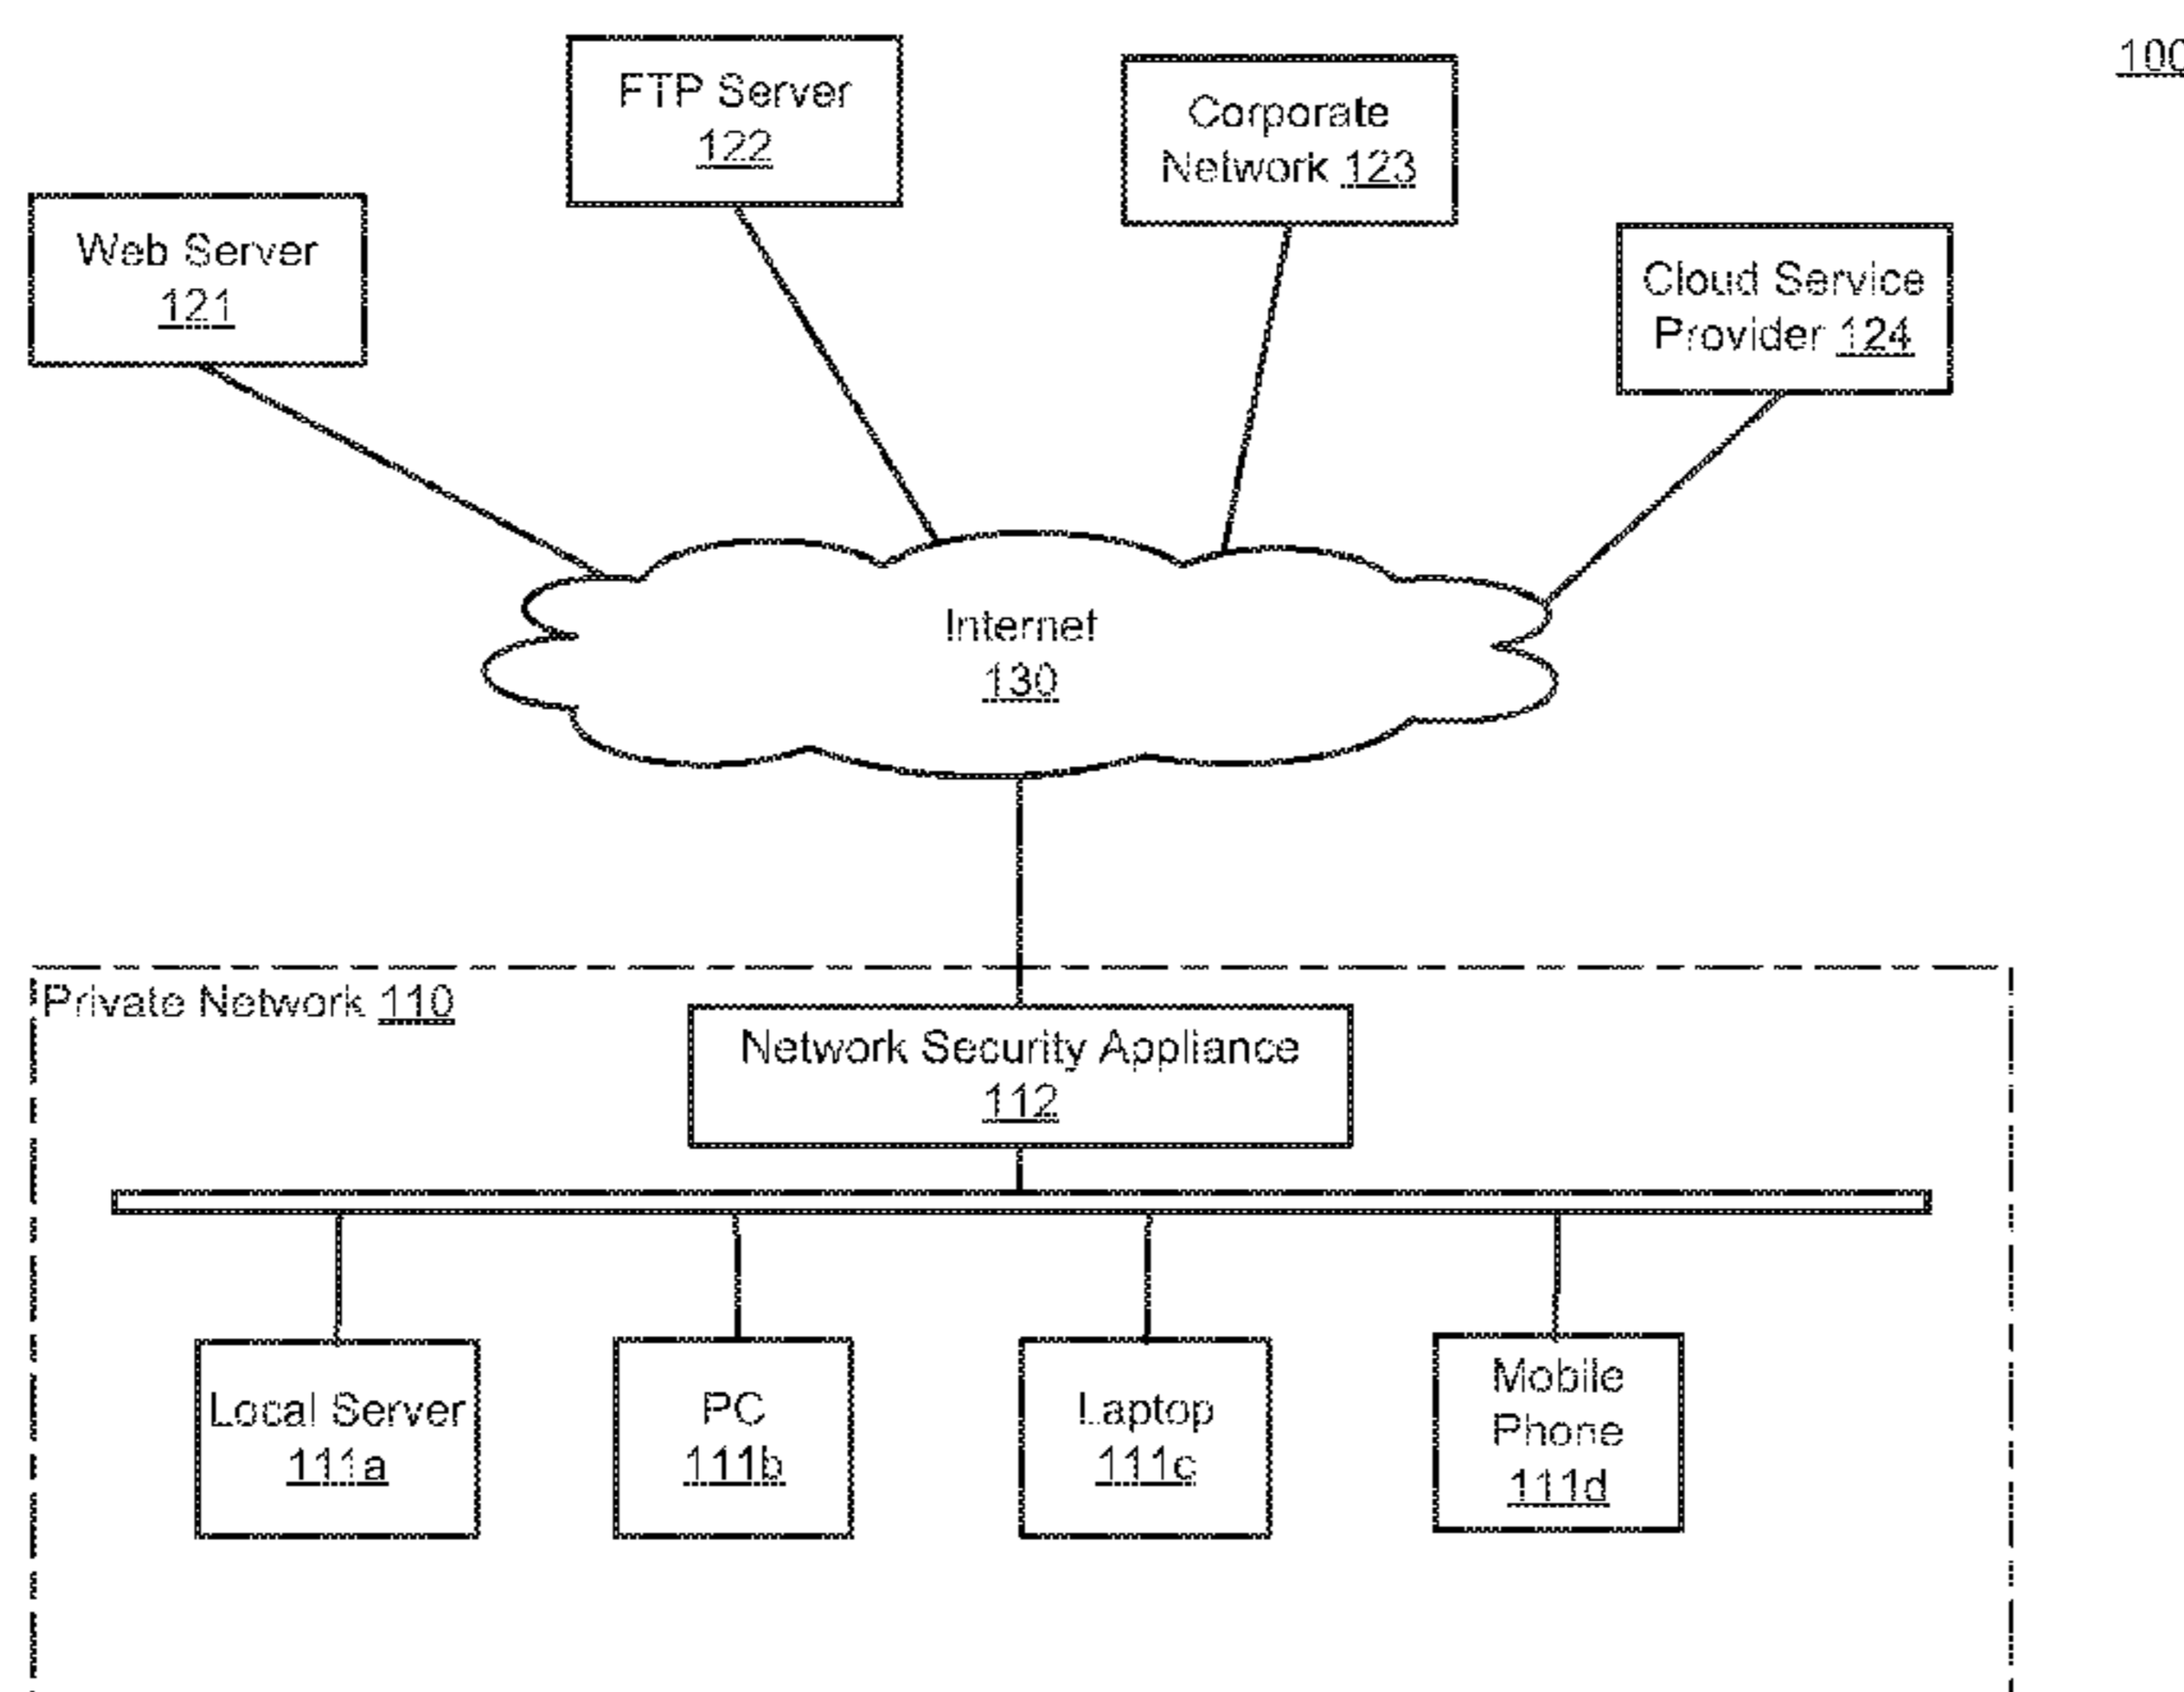 100
FTP Server
122
Corporate
Network 123
Web Server
121
Cloud Service
Provider 124
Internet
130
Private Network 110
Network Security Appliance
112
Local Server
111a
PC
111b
Laptop
111c
Mobile
Phone
111d